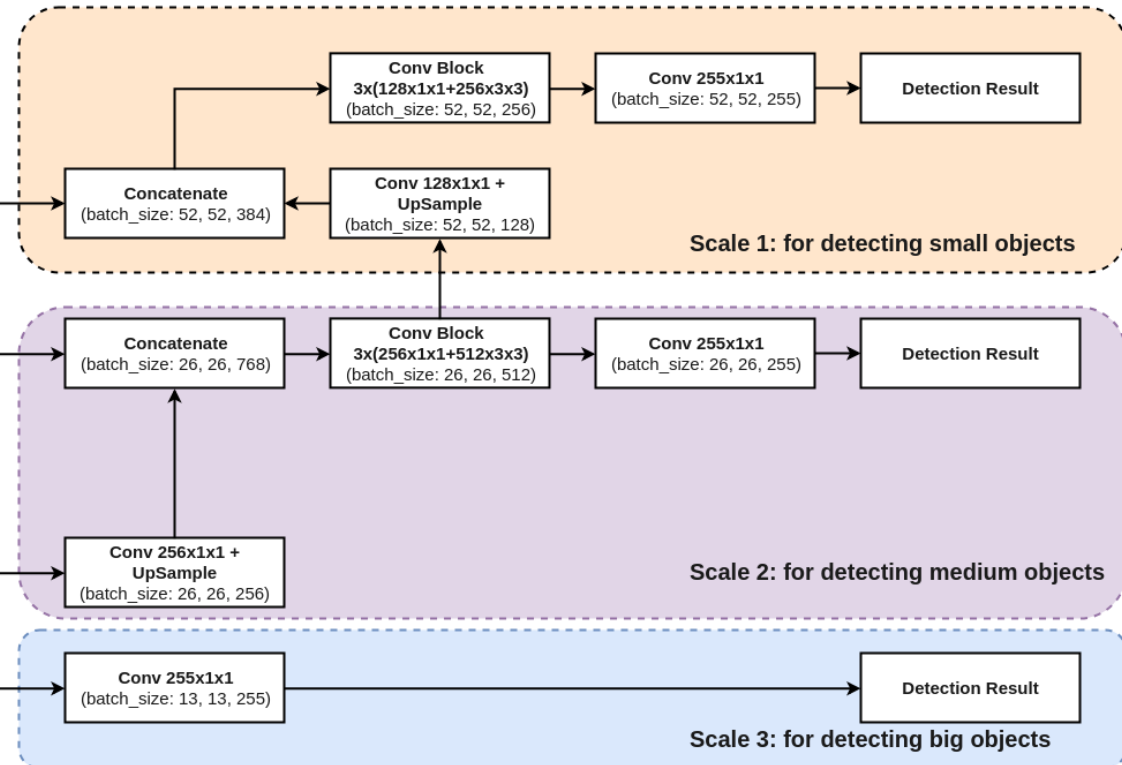 Conv Block
3x(128x1x1+256x3x3)
(batch_size: 52, 52, 256)
Conv 255x1x1
(batch_size: 52, 52, 255)
Detection Result
Concatenate
(batch_size: 52, 52, 384)
Conv 128x1x1 +
UpSample
(batch_size: 52, 52, 128)
Scale 1: for detecting small objects
Concatenate
(batch_size: 26, 26, 768)
Conv Block
3x(256x1x1+512x3x3)
(batch_size: 26, 26, 512)
Conv 255x1x1
(batch_size: 26, 26, 255)
Detection Result
Conv 256x1x1 +
UpSample
(batch_size: 26, 26, 256)
Scale 2: for detecting medium objects
Conv 255x1x1
(batch_size: 13, 13, 255)
Detection Result
Scale 3: for detecting big objects